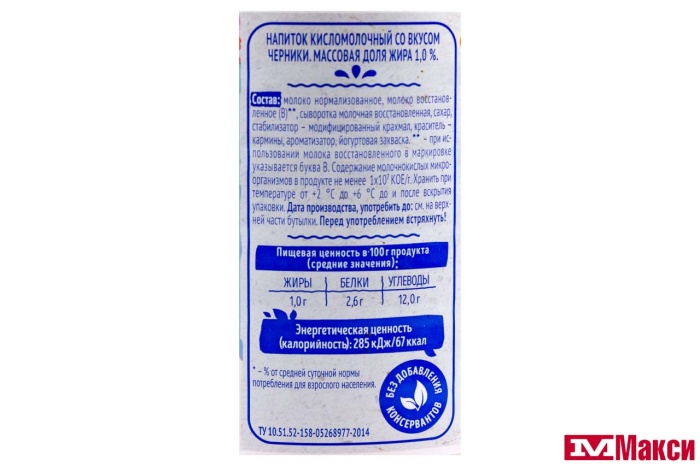 НАПИТОК КИСЛОМОЛОЧНЫЙ СО ВКУСОМ
ЧЕРНИКИ. МАССОВАЯ ДОЛЯ ЖИРА 1,0 %.
Состав: молоко нормализованное, молоко восстанов-
ленное (В)**, сыворотка молочная восстановленная, сахар,
стабилизатор – модифицированный крахмал, краситель –
кармины, ароматизатор, йогуртовая закваска. ** – при ис-
пользовании молока восстановленного в маркировке
указывается буква В. Содержание молочнокислых микро-
организмов в продукте не менее 1x10⁷ КОЕ/г. Хранить при
температуре от +2 °С до +6 °С до и после вскрытия
упаковки. Дата производства, употребить до: см. на верх-
ней части бутылки. Перед употреблением встряхнуть!
Пищевая ценность в 100 г продукта
(средние значения):
ЖИРЫ БЕЛКИ УГЛЕВОДЫ
1,0 г 2,6 г 12,0 г
Энергетическая ценность
(калорийность): 285 кДж/67 ккал
* – % от средней суточной нормы
потребления для взрослого населения.
БЕЗ ДОБАВЛЕНИЯ
КОНСЕРВАНТОВ
ТУ 10.51.52-158-05268977-2014
Макси